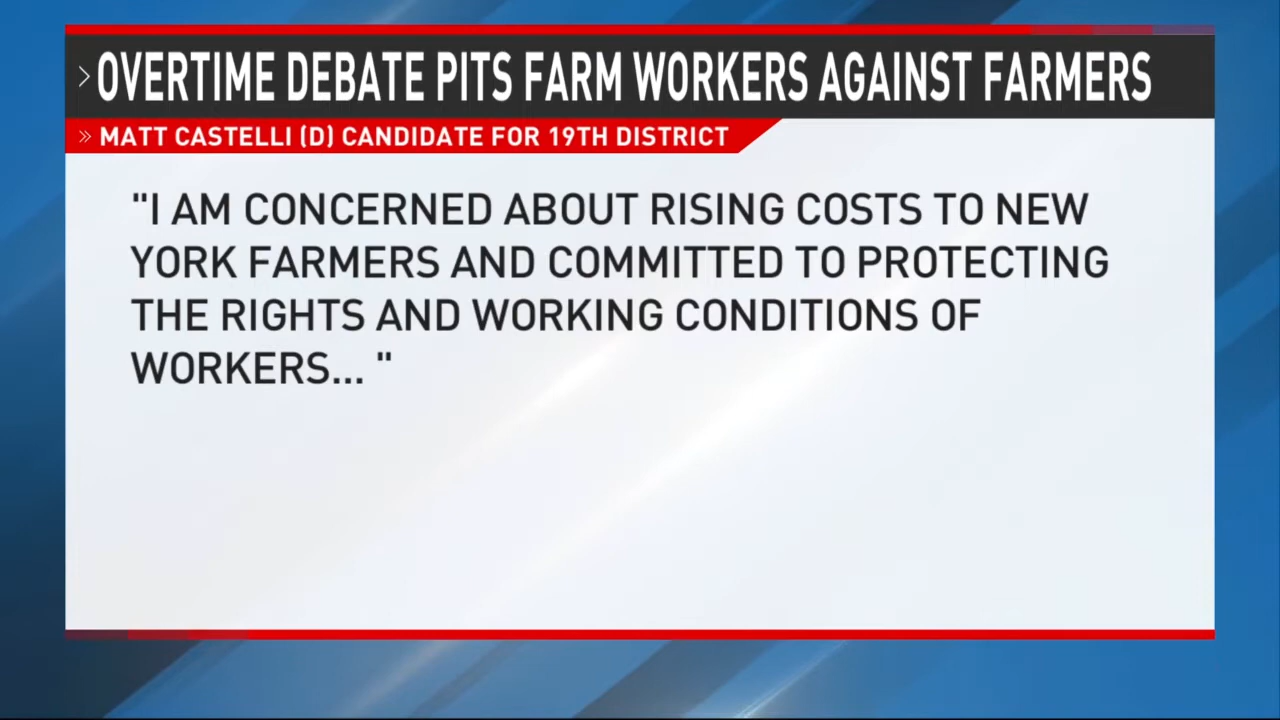 > OVERTIME DEBATE PITS FARM WORKERS AGAINST FARMERS
» MATT CASTELLI (D) CANDIDATE FOR 19TH DISTRICT
"I AM CONCERNED ABOUT RISING COSTS TO NEW
YORK FARMERS AND COMMITTED TO PROTECTING
THE RIGHTS AND WORKING CONDITIONS OF
WORKERS... "